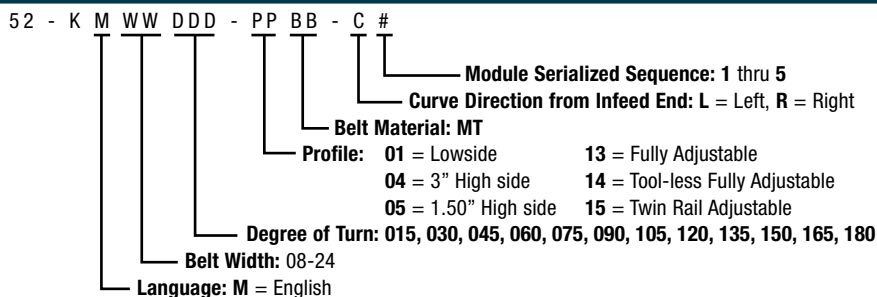 52 - K M WW DDD - PP BB - C #
Module Serialized Sequence: 1 thru 5
Curve Direction from Infeed End: L = Left, R = Right
Belt Material: MT
Profile: 01 = Lowside 13 = Fully Adjustable
04 = 3” High side 14 = Tool-less Fully Adjustable
05 = 1.50” High side 15 = Twin Rail Adjustable
Degree of Turn: 015, 030, 045, 060, 075, 090, 105, 120, 135, 150, 165, 180
Belt Width: 08-24
Language: M = English